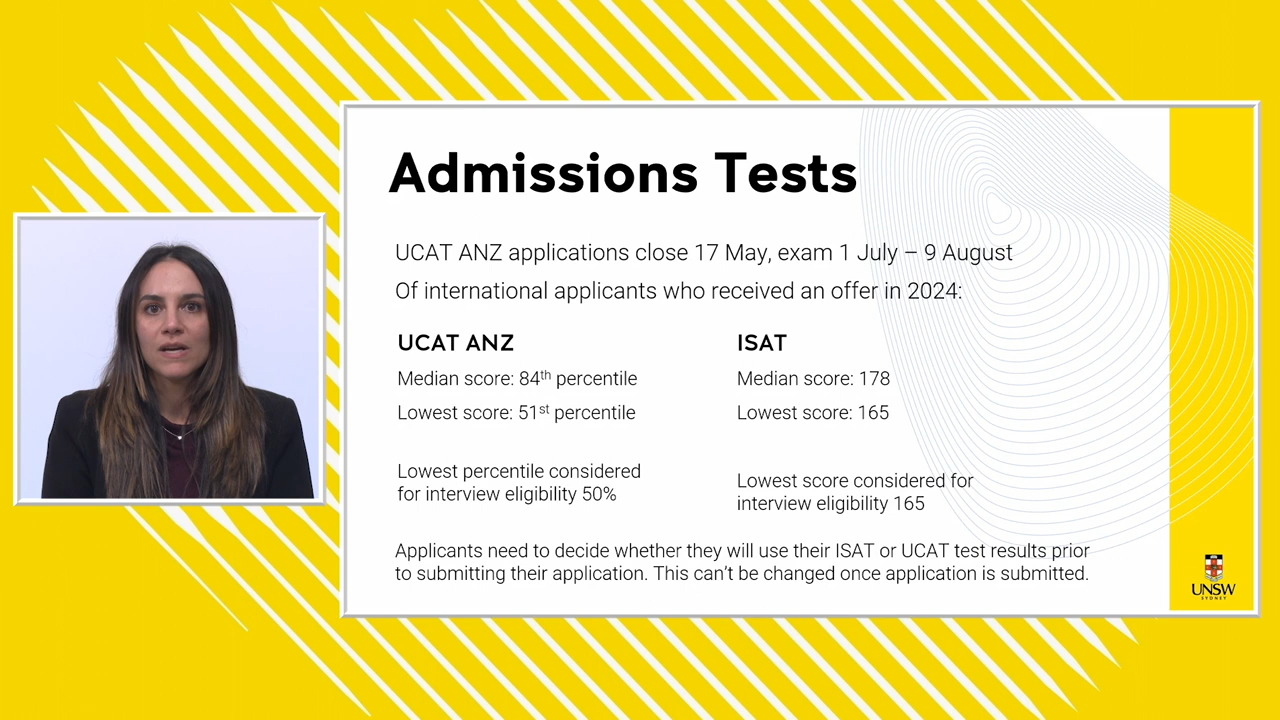 Admissions Tests
UCAT ANZ applications close 17 May, exam 1 July – 9 August
Of international applicants who received an offer in 2024:
UCAT ANZ
Median score: 84th percentile
Lowest score: 51st percentile
Lowest percentile considered
for interview eligibility 50%
ISAT
Median score: 178
Lowest score: 165
Lowest score considered for
interview eligibility 165
Applicants need to decide whether they will use their ISAT or UCAT test results prior
to submitting their application. This can't be changed once application is submitted.
UNSW
SYDNEY